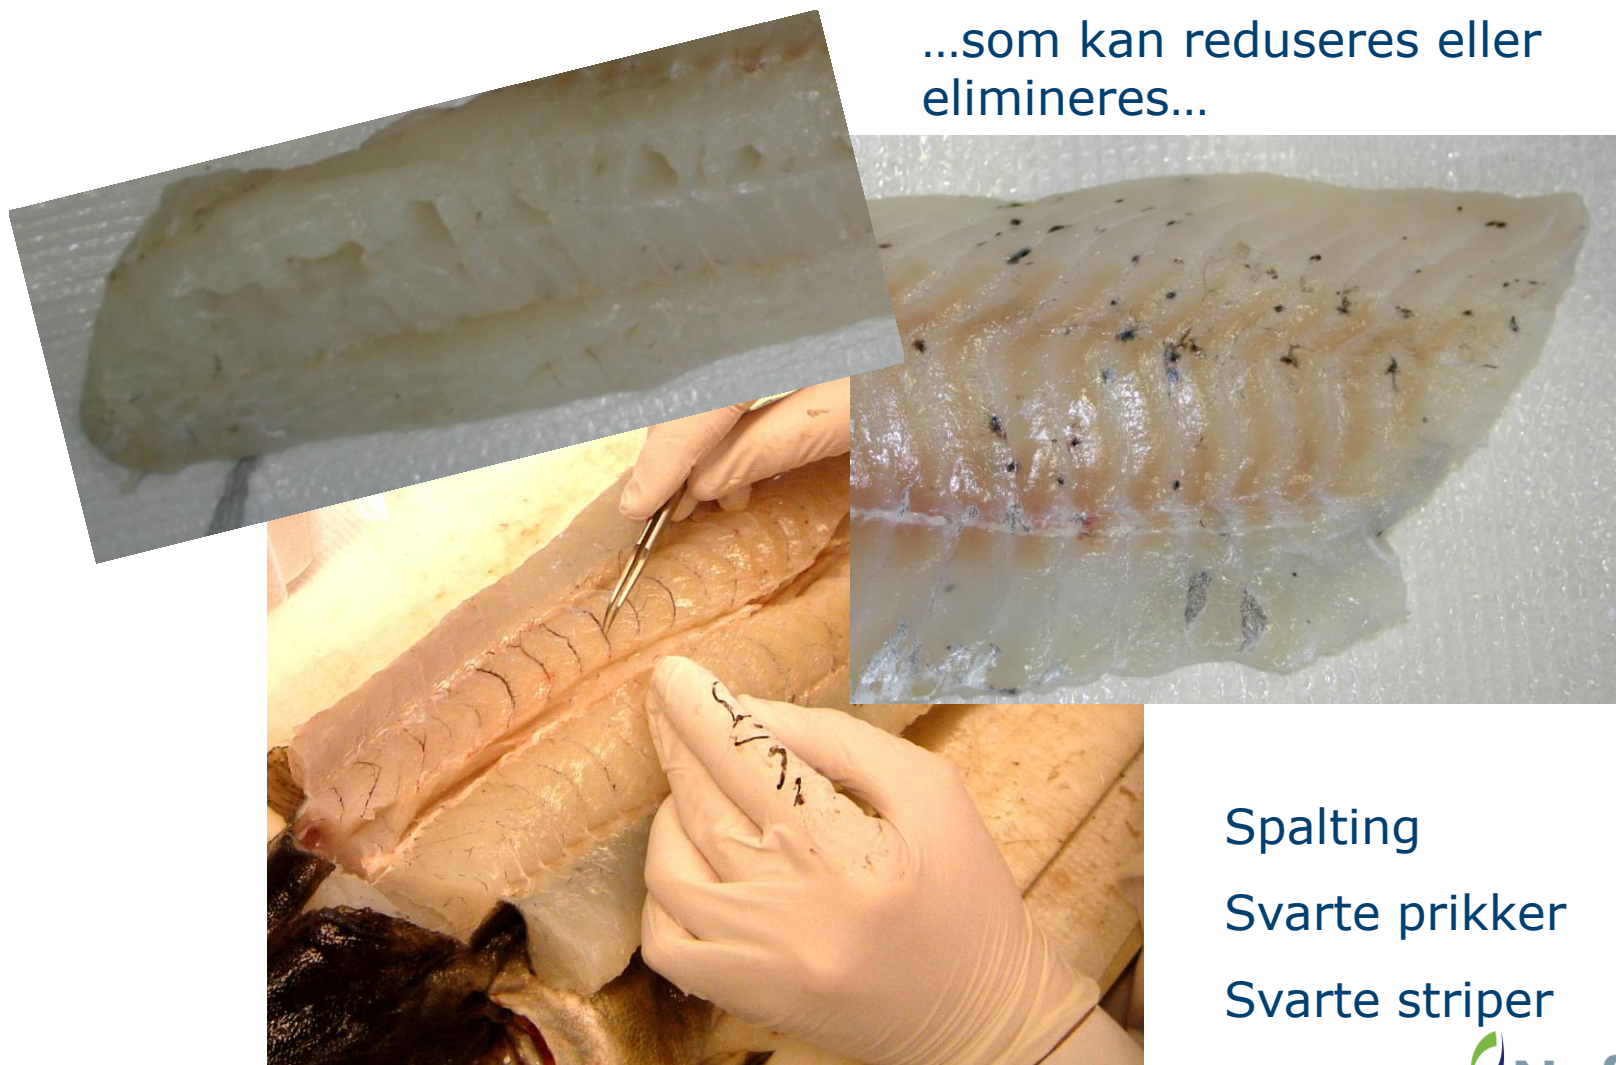 …som kan reduseres eller
elimineres…
Spalting
Svarte prikker
Svarte striper